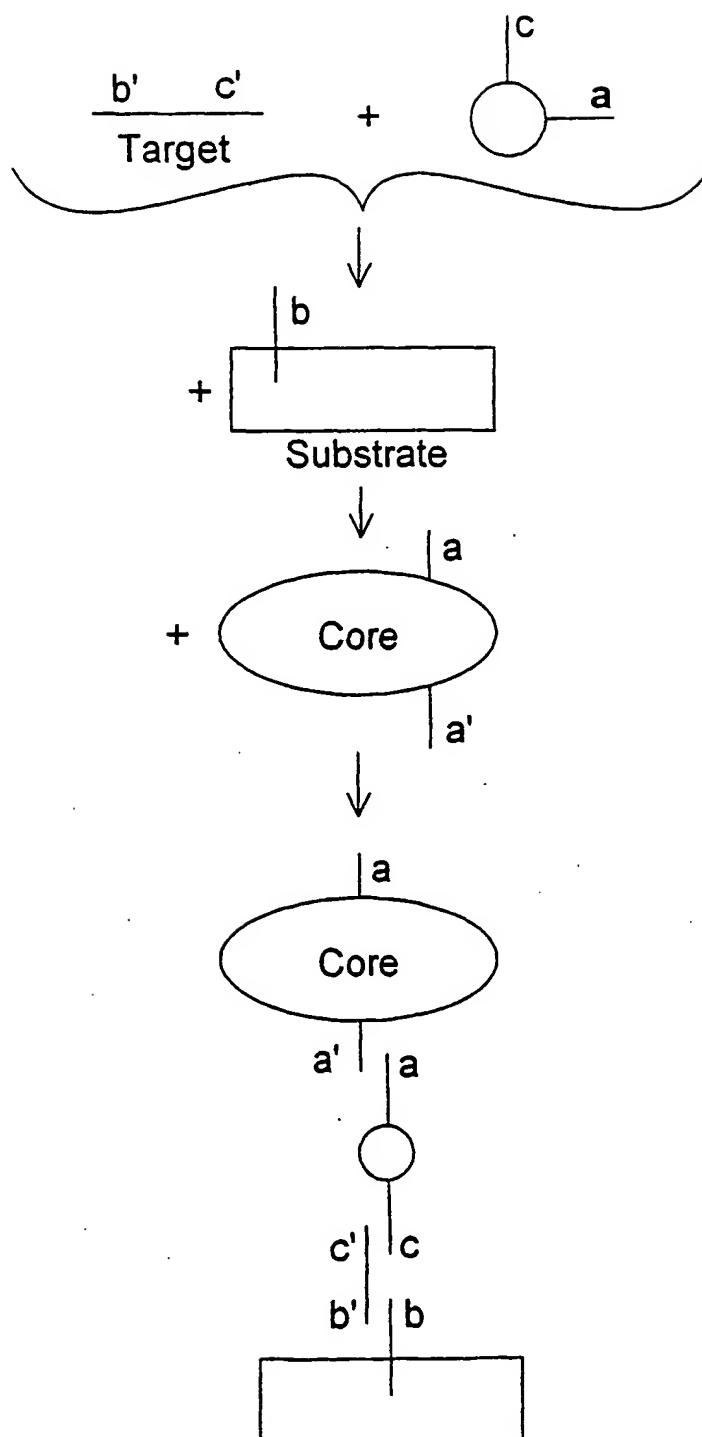 c
b' c' + a
Target
b
+
Substrate
a
+ Core
a'
a
Core
a' a
c' c
b' b